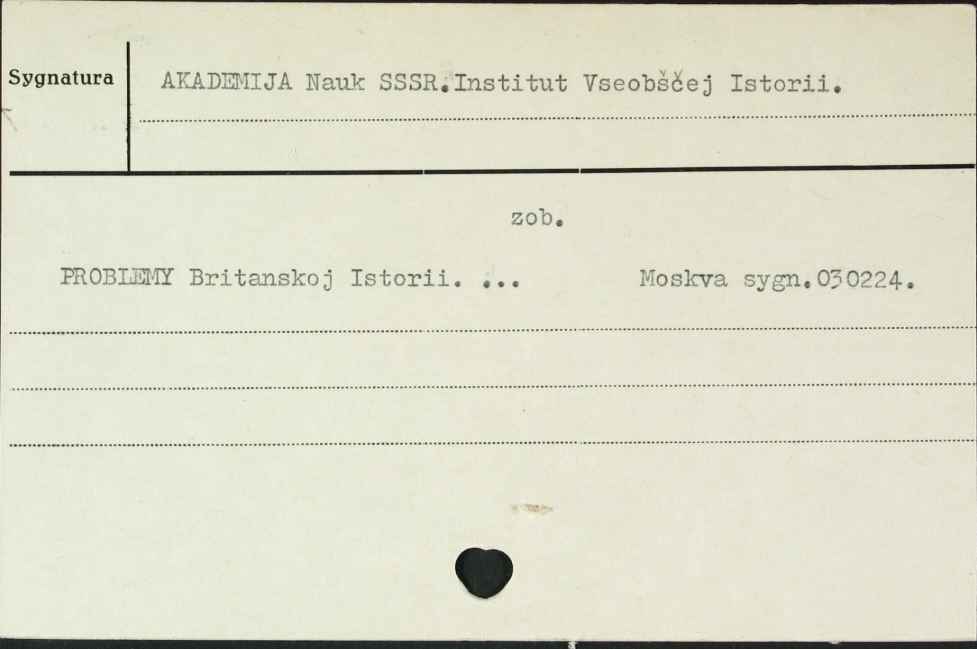 Sygnatura
AKADEMIJA Nauk SSSR.Institut Vseobščej Istorii.
zob.
PROBLEMY Britanskoj Istorii. ... Moskva sygn.030224.